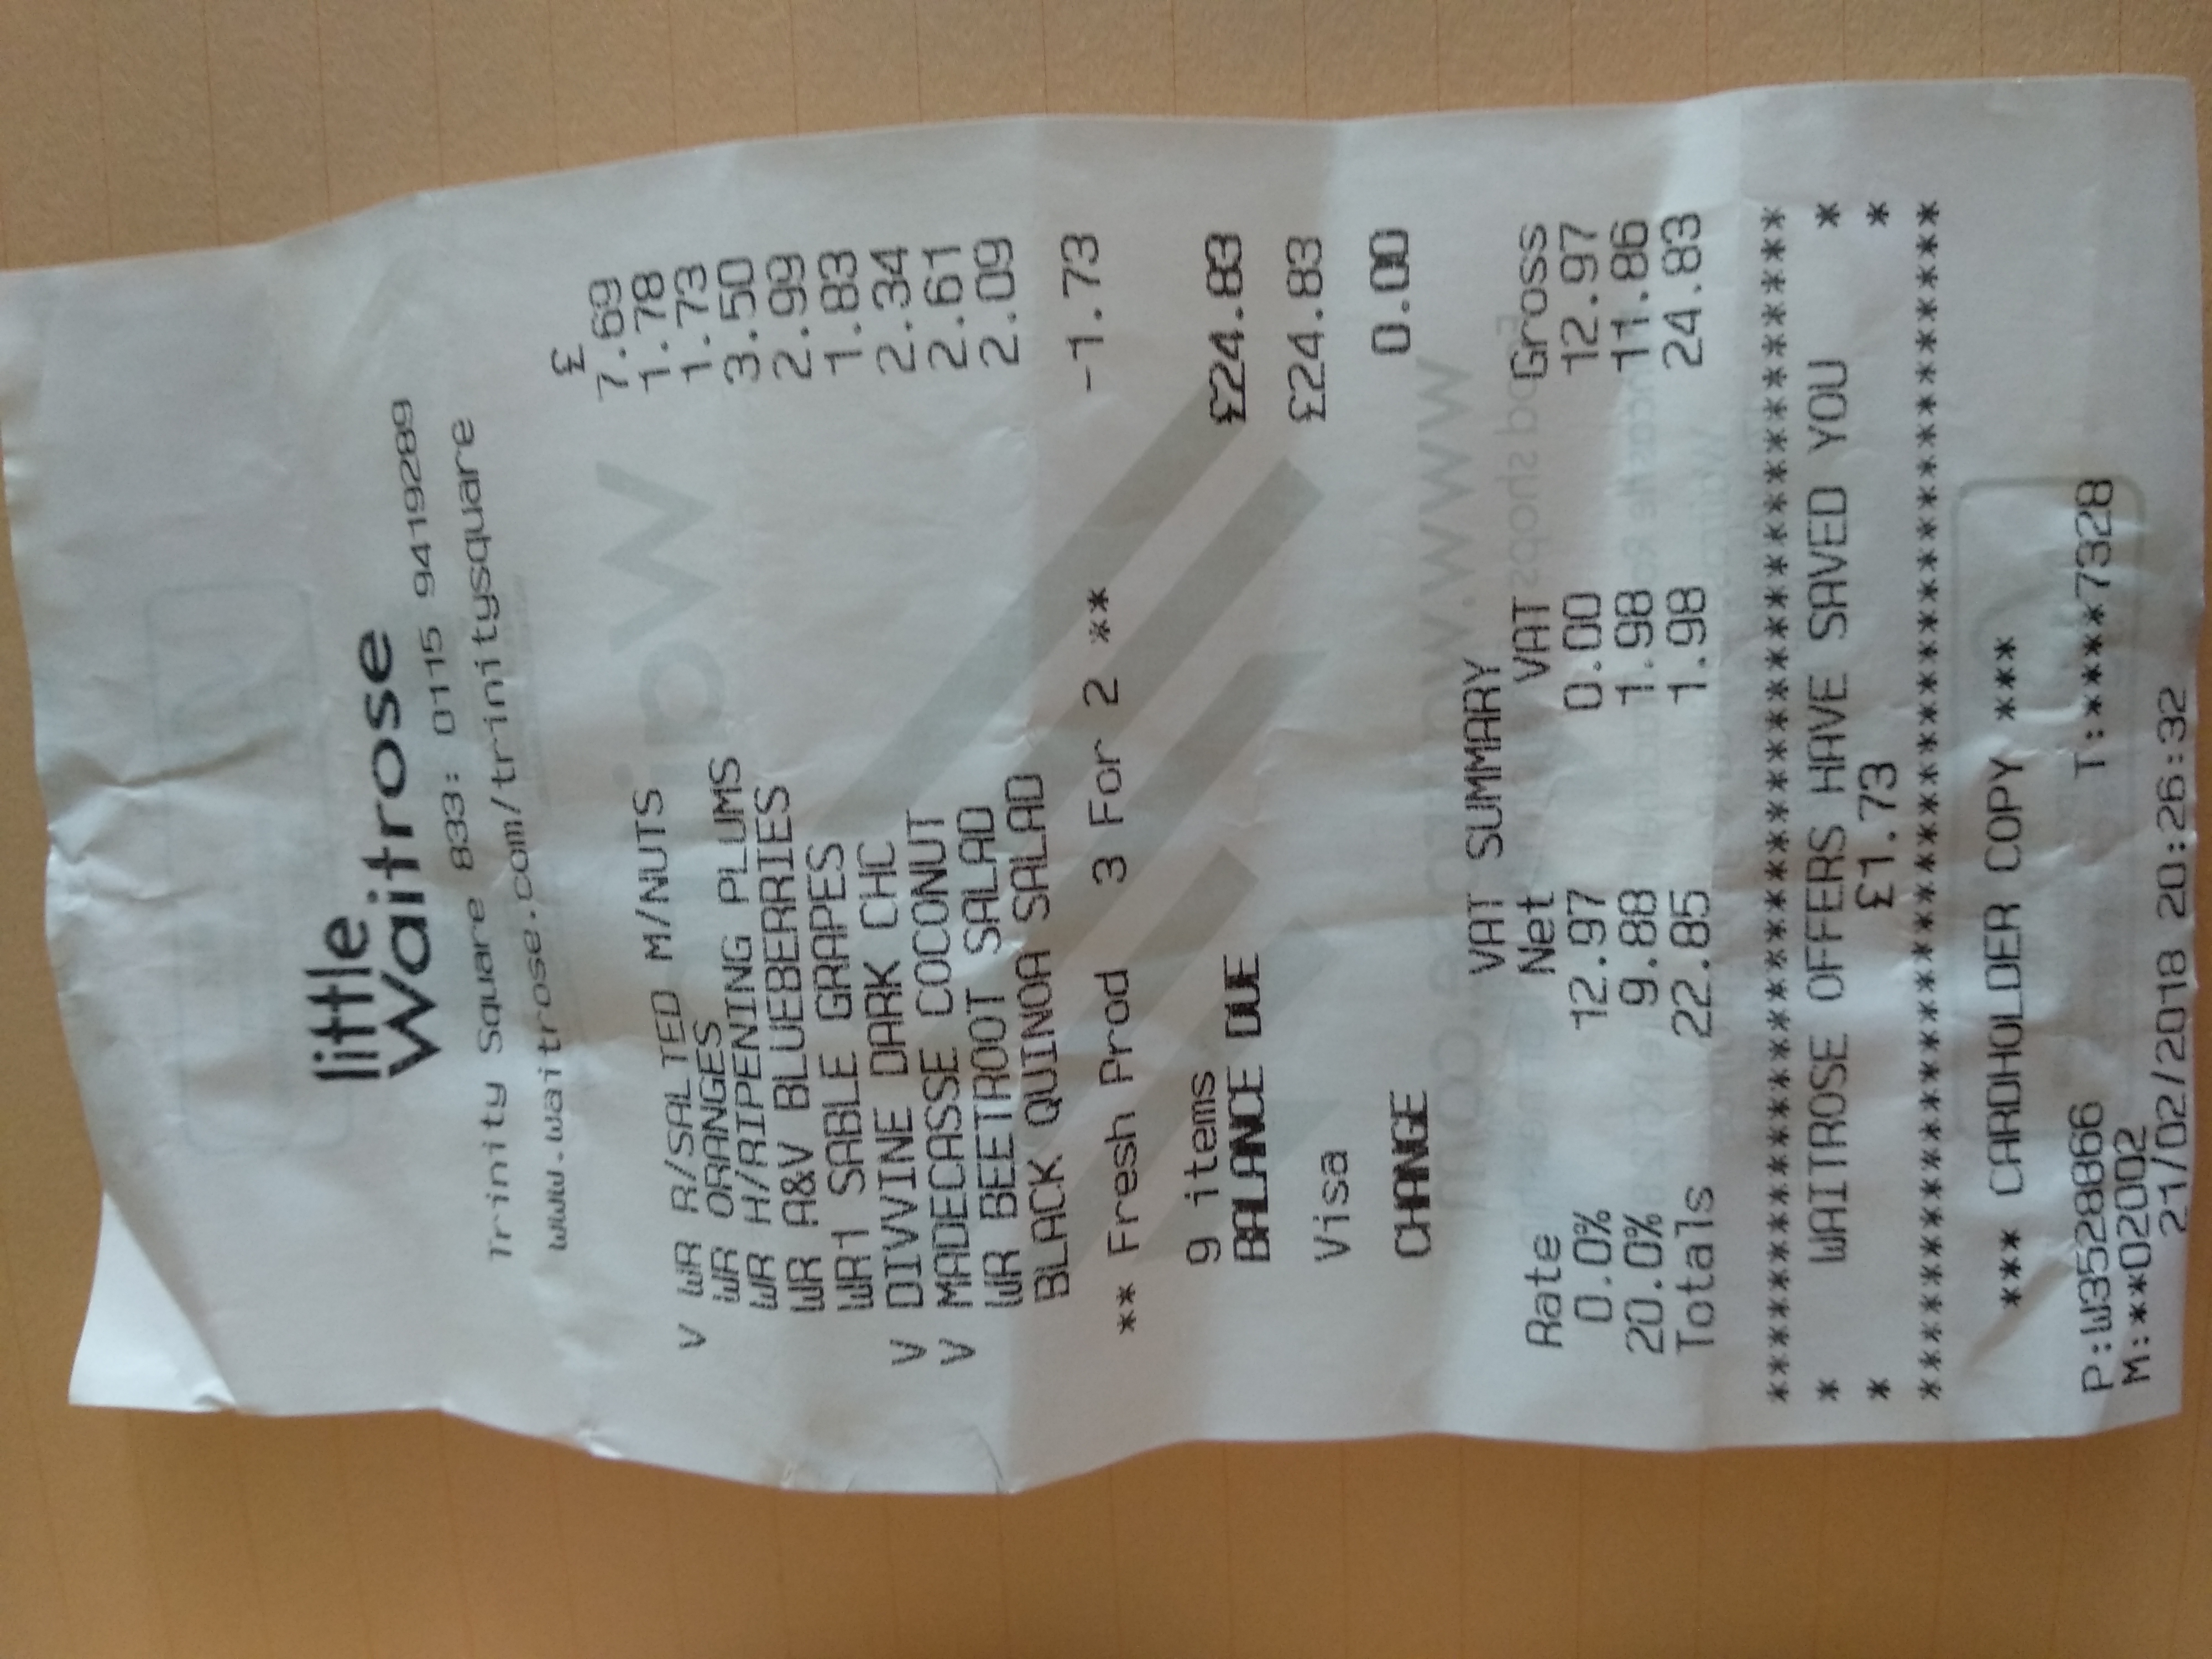 little
Waitrose
Trinity Square 833: 0115 9419289
www.waitrose.com/trinitysquare
£
V WR R/SALTED M/NUTS 7.69
WR ORANGES 1.78
WR H/RIPENING PLUMS 1.73
WR A&V BLUEBERRIES 3.50
WR1 SABLE GRAPES 2.99
V DIVVINE DARK CHC 1.83
V MADECASSE COCONUT 2.34
WR BEETROOT SALAD 2.61
BLACK QUINOA SALAD 2.09
** Fresh Prod 3 For 2 ** -1.73
9 items
BALANCE DUE £24.83
Visa £24.83
CHANGE 0.00
VAT SUMMARY
Rate Net VAT Gross
0.0% 12.97 0.00 12.97
20.0% 9.88 1.98 11.86
Totals 22.85 1.98 24.83
******************************************
* WAITROSE OFFERS HAVE SAVED YOU *
* £1.73 *
******************************************
*** CARDHOLDER COPY ***
P:W3528866 T:****7328
M:**02002
21/02/2018 20:26:32